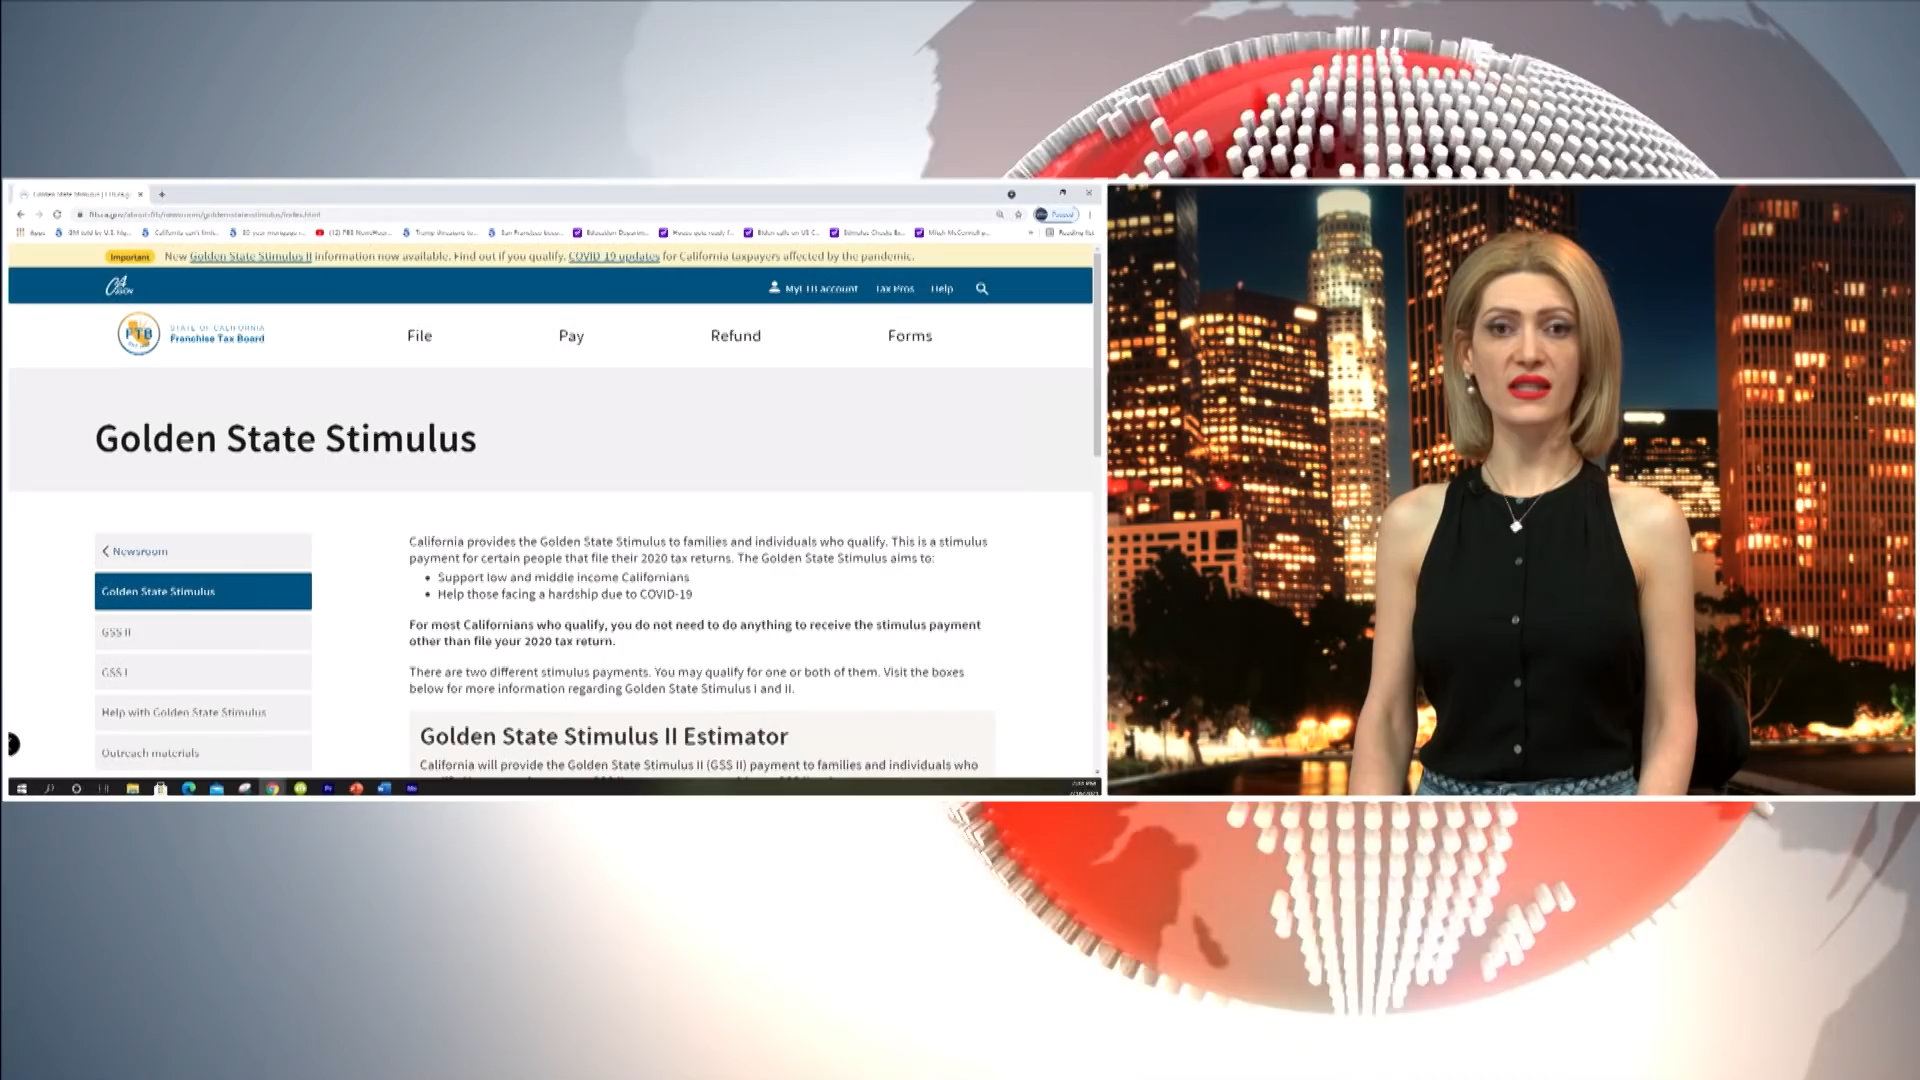 Important New Golden State Stimulus II information now available. Find out if you qualify. COVID 19 updates for California taxpayers affected by the pandemic.
CA
.GOV
MyFTB account Tax Pros Help
FTB
STATE OF CALIFORNIA
Franchise Tax Board
File Pay Refund Forms
Golden State Stimulus
Newsroom
Golden State Stimulus
GSS II
GSS I
Help with Golden State Stimulus
Outreach materials
California provides the Golden State Stimulus to families and individuals who qualify. This is a stimulus
payment for certain people that file their 2020 tax returns. The Golden State Stimulus aims to:
• Support low and middle income Californians
• Help those facing a hardship due to COVID-19
For most Californians who qualify, you do not need to do anything to receive the stimulus payment
other than file your 2020 tax return.
There are two different stimulus payments. You may qualify for one or both of them. Visit the boxes
below for more information regarding Golden State Stimulus I and II.
Golden State Stimulus II Estimator
California will provide the Golden State Stimulus II (GSS II) payment to families and individuals who